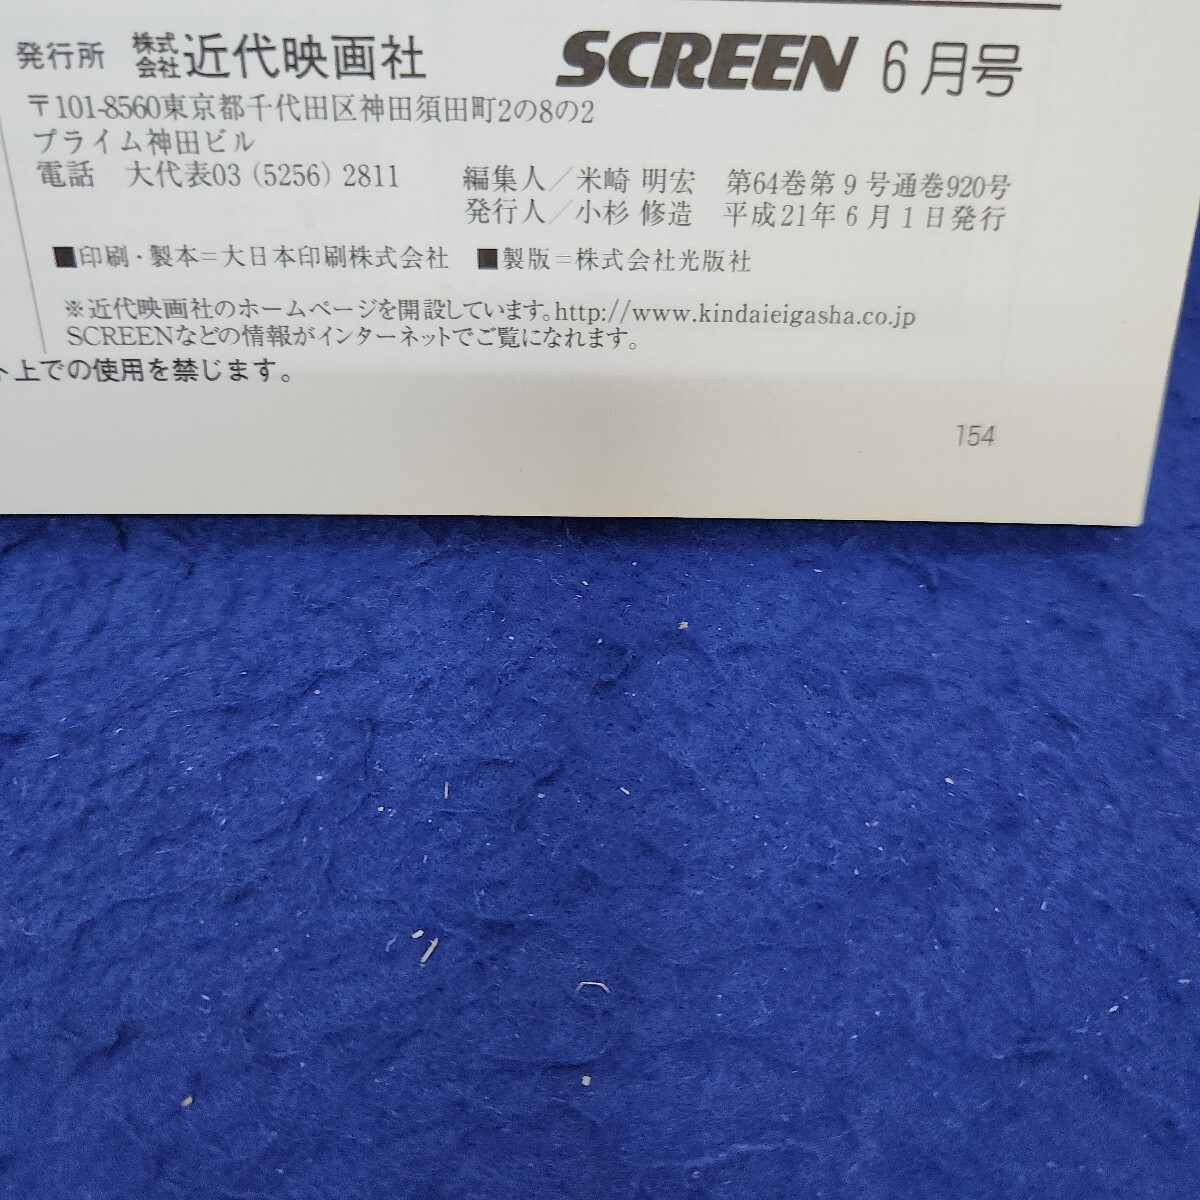 発行所 株式会社近代映画社 SCREEN 6月号
〒101-8560東京都千代田区神田須田町2の8の2
プライム神田ビル
電話 大代表03 (5256) 2811
編集人／米崎 明宏 第64巻第9号通巻920号
発行人／小杉 修造 平成21年6月1日発行
■印刷・製本＝大日本印刷株式会社 ■製版＝株式会社光版社
※近代映画社のホームページを開設しています。http://www.kindaieigasha.co.jp
SCREENなどの情報がインターネットでご覧になれます。
ト上での使用を禁じます。
154